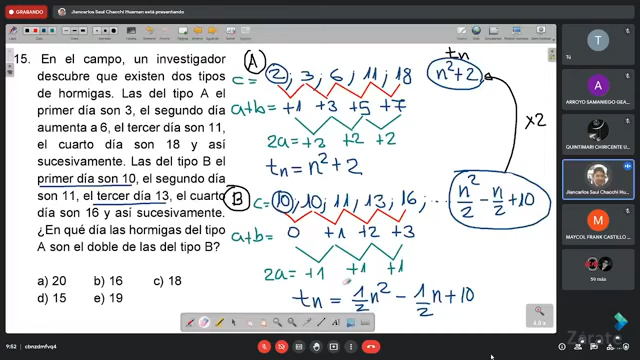 GRABANDO
Jiancarlos Saul Chacchi Huaman está presentando
15. En el campo, un investigador
descubre que existen dos tipos
de hormigas. Las del tipo A el
primer día son 3, el segundo día
aumenta a 6, el tercer día son 11,
el cuarto día son 18 y así
sucesivamente. Las del tipo B el
primer día son 10, el segundo día
son 11, el tercer día 13, el cuarto
día son 16 y así sucesivamente.
¿En qué día las hormigas del tipo
A son el doble de las del tipo B?
a) 20 b) 16 c) 18
d) 15 e) 19
A
c= 2; 3; 6; 11; 18
a+b= +1 +3 +5 +7
2a= +2 +2 +2
tn= n²+2
tn
n²+2
x2
B
c= 10, 10; 11; 13; 16, ...
n²/2 - n/2 + 10
a+b= 0 +1 +2 +3
2a= +1 +1 +1
tn = 1/2 n² - 1/2 n + 10
T
Tú
ARROYO SAMANIEGO GEA
QUINTIMARI CHIRICENTE U
Jiancarlos Saul Chacchi H
MAYCOL FRANK CASTILLO
59 más
9:52 cbnzdmfvq4
Zárate